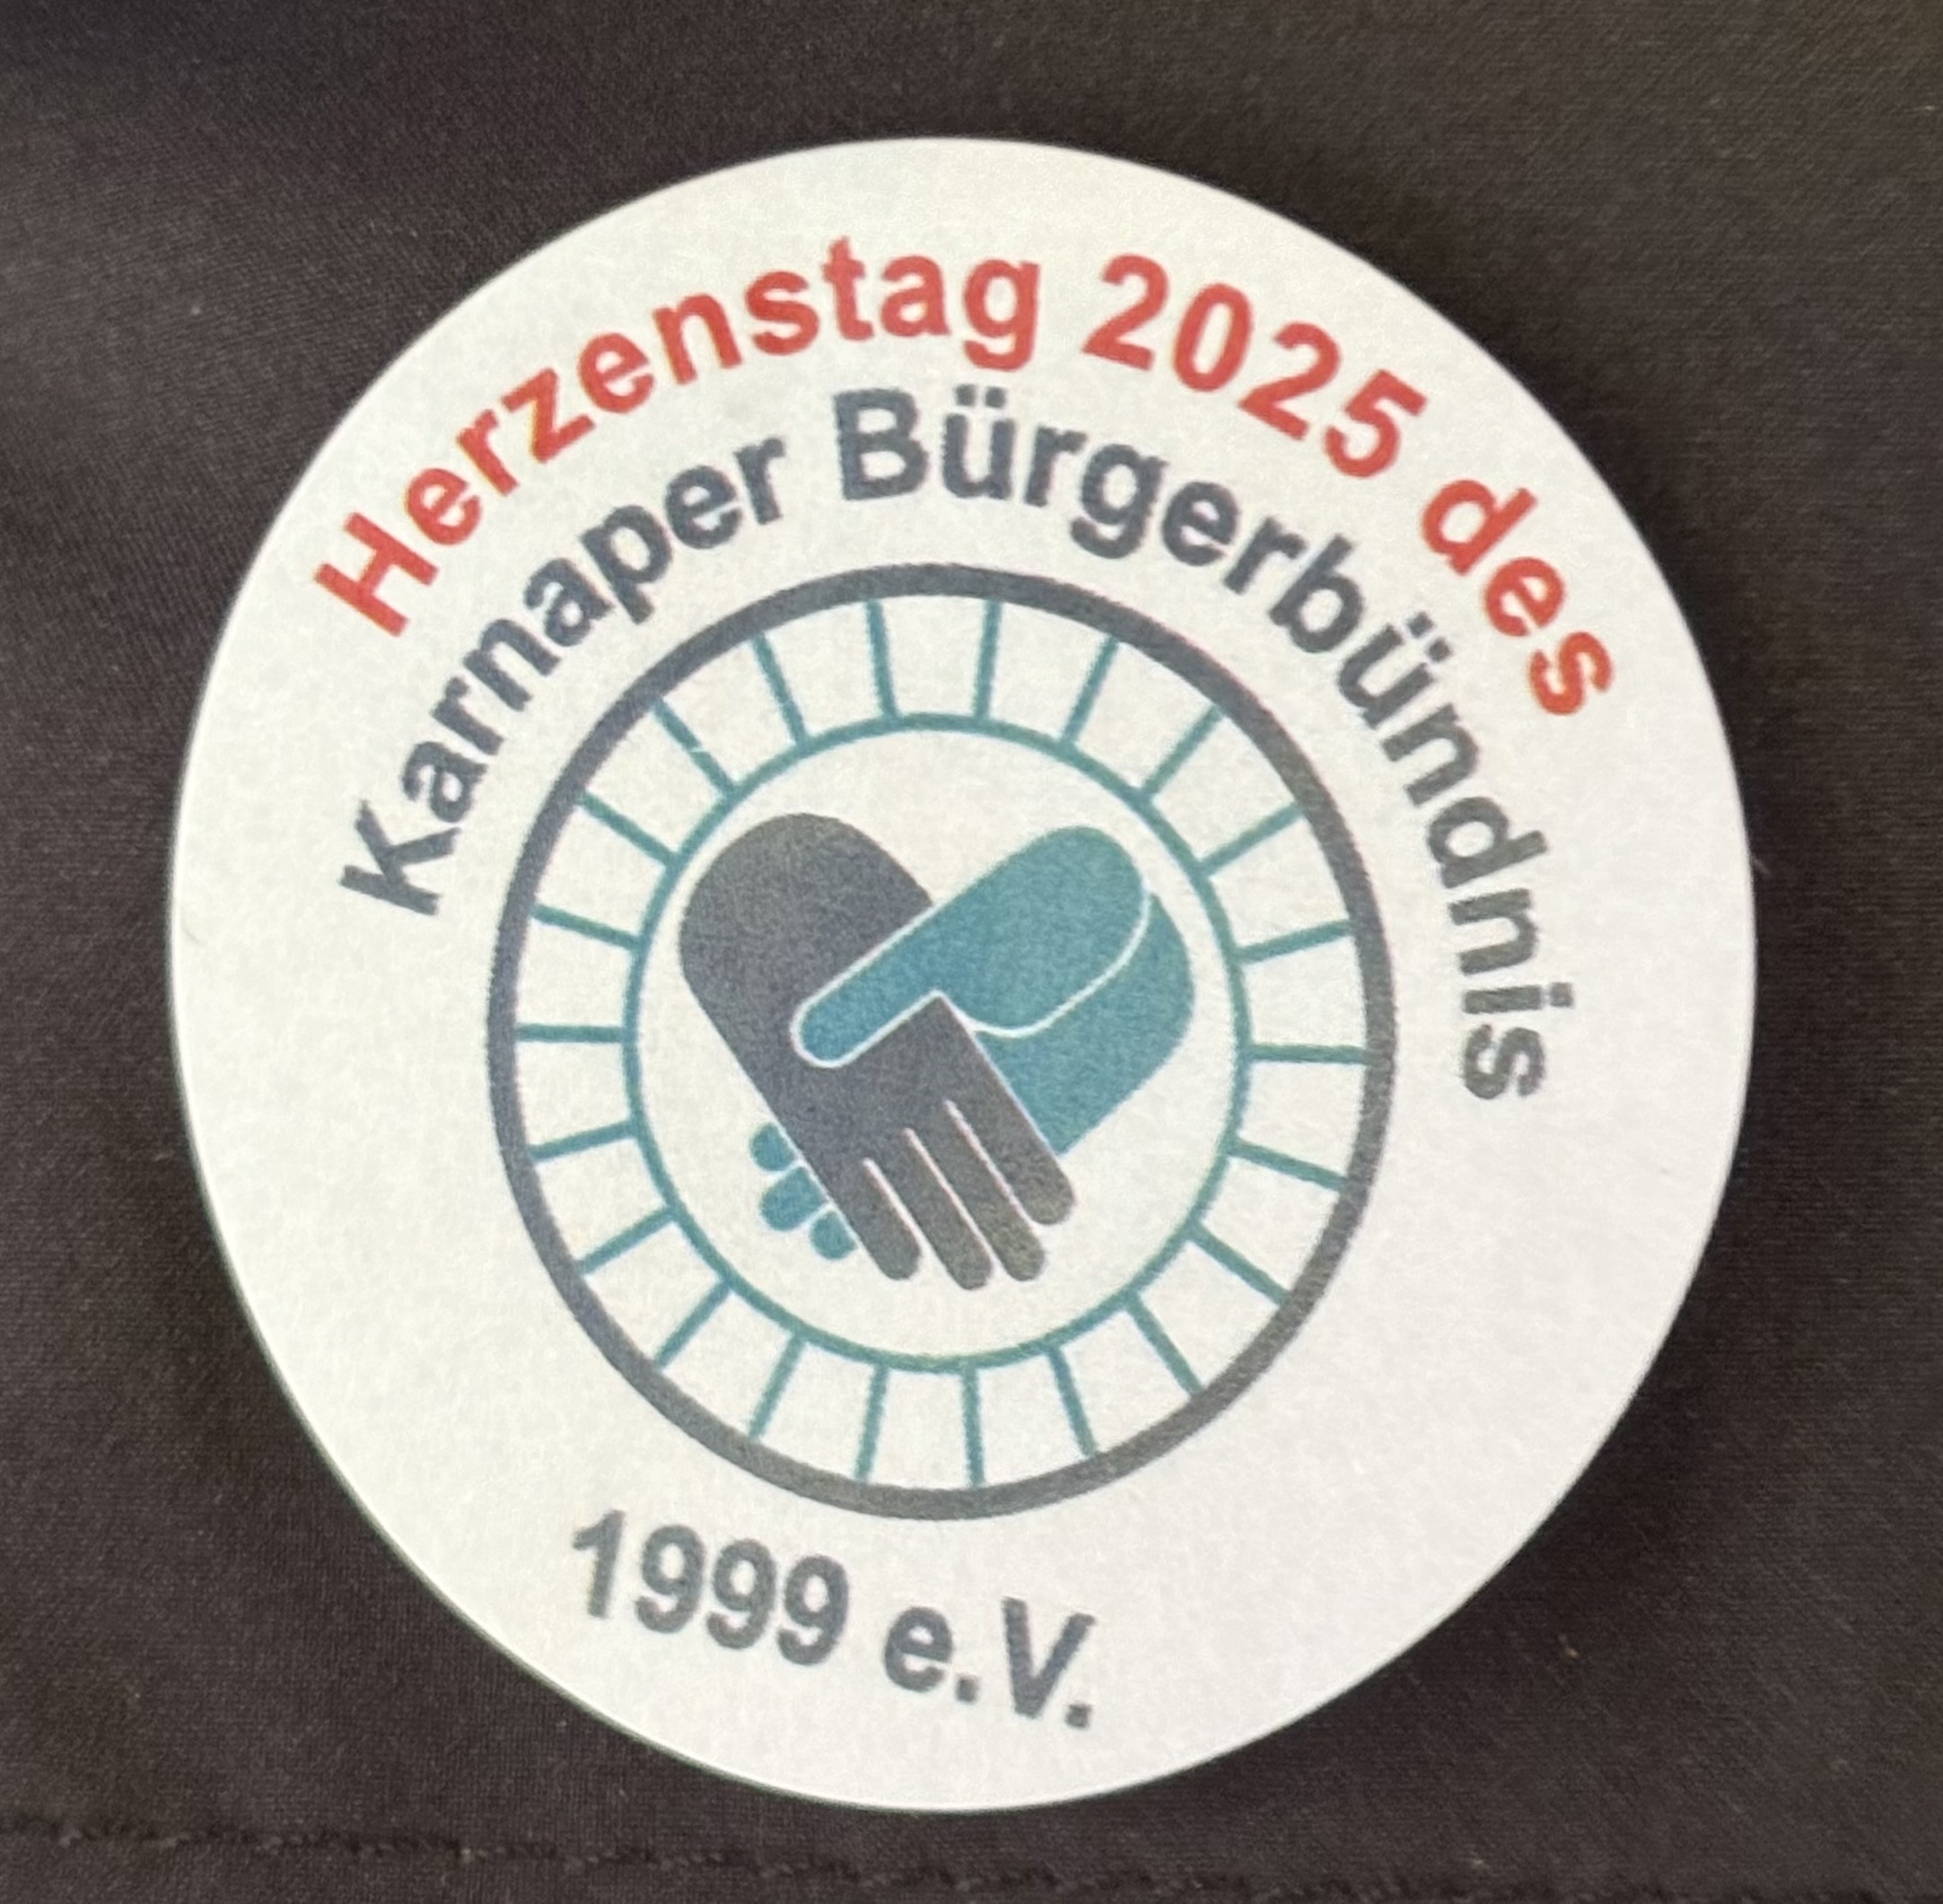 Herzenstag 2025 des
Karnaper Bürgerbündnis
1999 e.V.